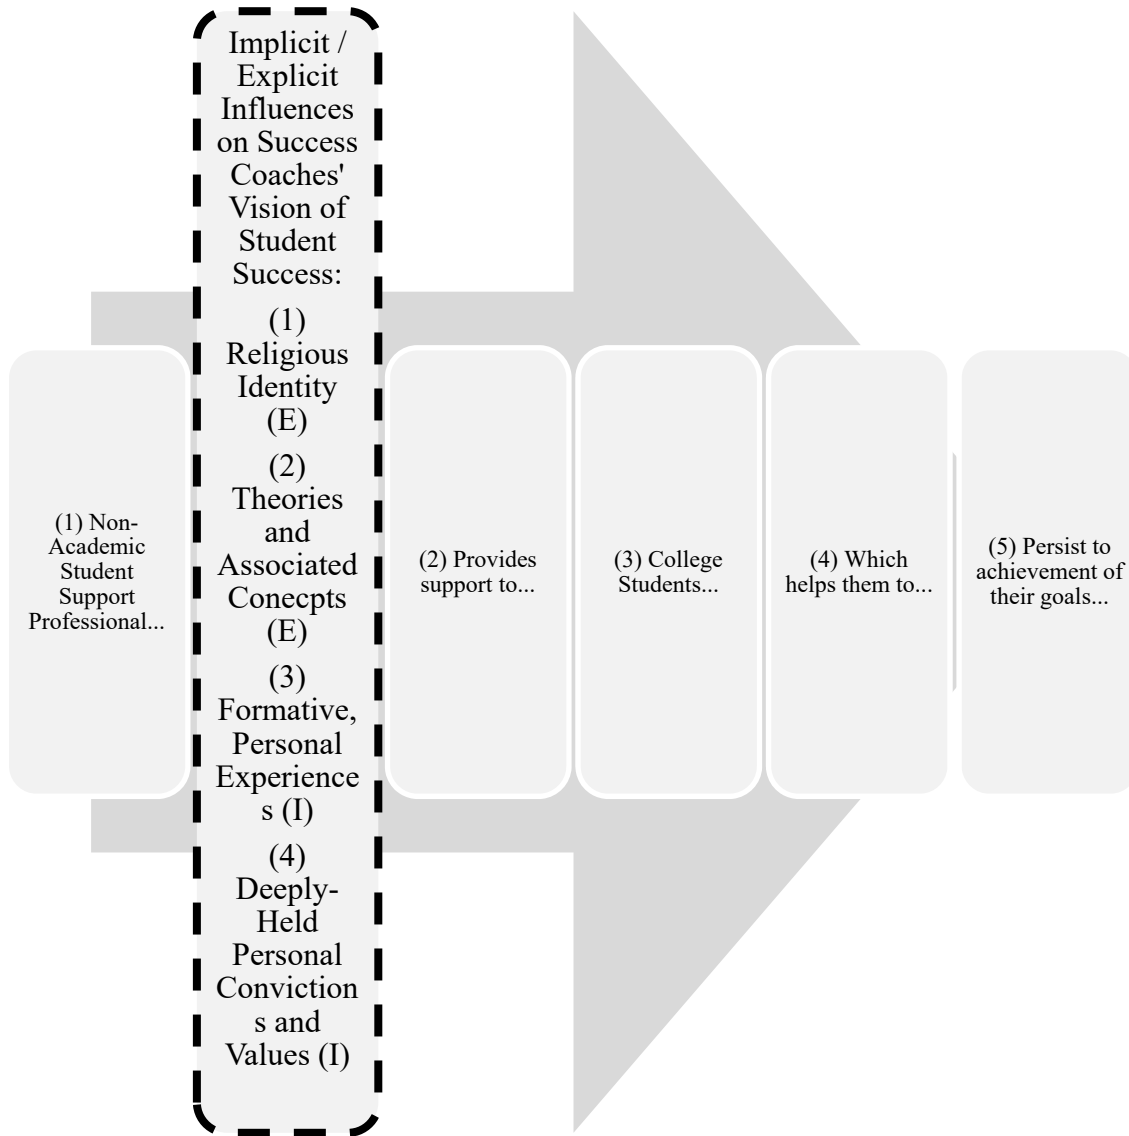 (1) Non-
Academic
Student
Support
Professional...
Implicit /
Explicit
Influences
on Success
Coaches'
Vision of
Student
Success:
(1)
Religious
Identity
(E)
(2)
Theories
and
Associated
Conecpts
(E)
(3)
Formative,
Personal
Experience
s (I)
(4)
Deeply-
Held
Personal
Conviction
s and
Values (I)
(2) Provides
support to...
(3) College
Students...
(4) Which
helps them to...
(5) Persist to
achievement of
their goals...